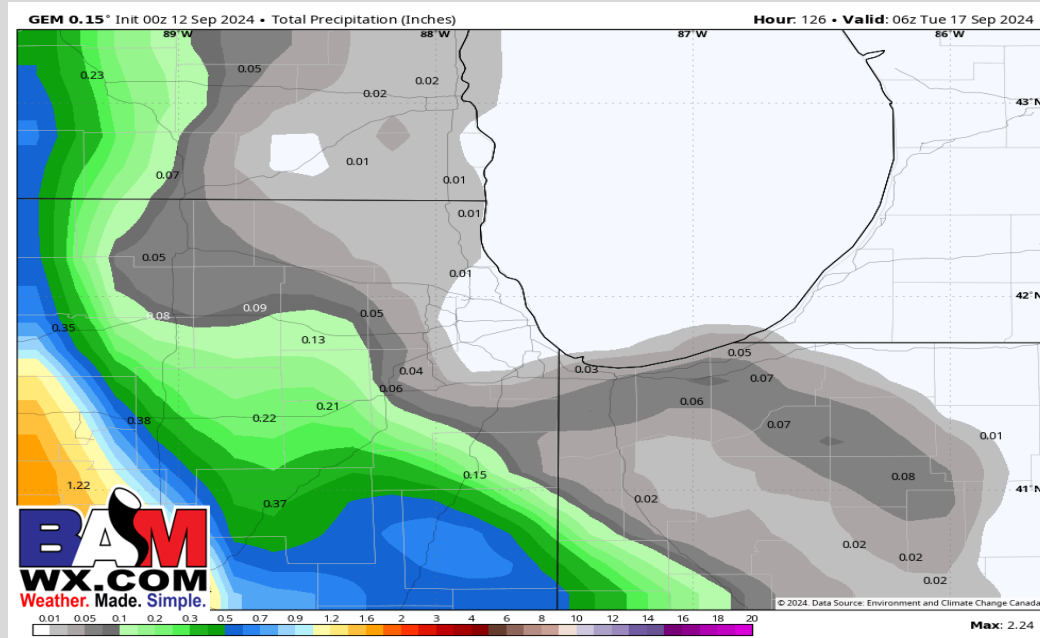 GEM 0.15° Init 00z 12 Sep 2024 • Total Precipitation (Inches)
Hour: 126 • Valid: 06z Tue 17 Sep 2024
89°W 88°W 87°W 86°W
0.05
0.23
0.02
0.02
43°N
0.01
0.07
0.01
0.01
0.05
0.01
42°N
0.09
0.08
0.05
0.35
0.13
0.05
0.03
0.04
0.07
0.06
0.06
0.21
0.22
0.38
0.07
0.01
0.15
0.08
1.22
41°N
0.02
0.37
0.02
0.02
0.02
BAM
WX.COM
Weather. Made. Simple.
© 2024. Data Source: Environment and Climate Change Canada
0.01 0.05 0.1 0.3 0.5 0.7 0.9 1.2 1.6 2 3 4 6 8 10 12 14 16 18 20
Max: 2.24